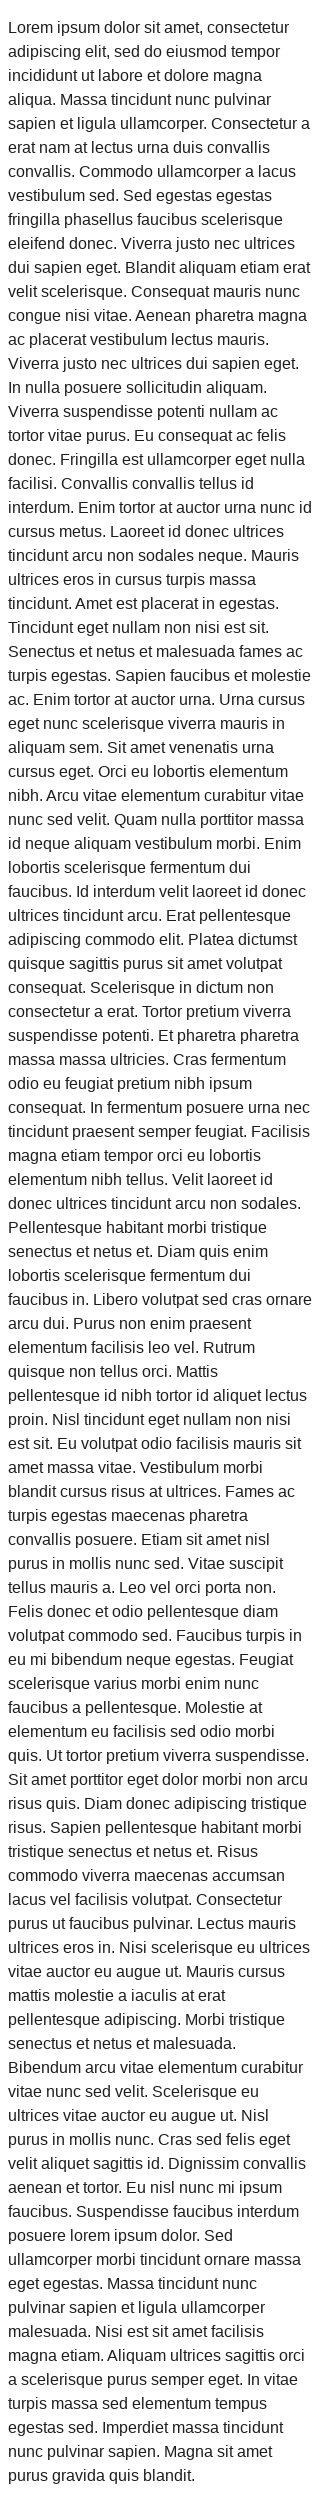 Lorem ipsum dolor sit amet, consectetur
adipiscing elit, sed do eiusmod tempor
incididunt ut labore et dolore magna
aliqua. Massa tincidunt nunc pulvinar
sapien et ligula ullamcorper. Consectetur a
erat nam at lectus urna duis convallis
convallis. Commodo ullamcorper a lacus
vestibulum sed. Sed egestas egestas
fringilla phasellus faucibus scelerisque
eleifend donec. Viverra justo nec ultrices
dui sapien eget. Blandit aliquam etiam erat
velit scelerisque. Consequat mauris nunc
congue nisi vitae. Aenean pharetra magna
ac placerat vestibulum lectus mauris.
Viverra justo nec ultrices dui sapien eget.
In nulla posuere sollicitudin aliquam.
Viverra suspendisse potenti nullam ac
tortor vitae purus. Eu consequat ac felis
donec. Fringilla est ullamcorper eget nulla
facilisi. Convallis convallis tellus id
interdum. Enim tortor at auctor urna nunc id
cursus metus. Laoreet id donec ultrices
tincidunt arcu non sodales neque. Mauris
ultrices eros in cursus turpis massa
tincidunt. Amet est placerat in egestas.
Tincidunt eget nullam non nisi est sit.
Senectus et netus et malesuada fames ac
turpis egestas. Sapien faucibus et molestie
ac. Enim tortor at auctor urna. Urna cursus
eget nunc scelerisque viverra mauris in
aliquam sem. Sit amet venenatis urna
cursus eget. Orci eu lobortis elementum
nibh. Arcu vitae elementum curabitur vitae
nunc sed velit. Quam nulla porttitor massa
id neque aliquam vestibulum morbi. Enim
lobortis scelerisque fermentum dui
faucibus. Id interdum velit laoreet id donec
ultrices tincidunt arcu. Erat pellentesque
adipiscing commodo elit. Platea dictumst
quisque sagittis purus sit amet volutpat
consequat. Scelerisque in dictum non
consectetur a erat. Tortor pretium viverra
suspendisse potenti. Et pharetra pharetra
massa massa ultricies. Cras fermentum
odio eu feugiat pretium nibh ipsum
consequat. In fermentum posuere urna nec
tincidunt praesent semper feugiat. Facilisis
magna etiam tempor orci eu lobortis
elementum nibh tellus. Velit laoreet id
donec ultrices tincidunt arcu non sodales.
Pellentesque habitant morbi tristique
senectus et netus et. Diam quis enim
lobortis scelerisque fermentum dui
faucibus in. Libero volutpat sed cras ornare
arcu dui. Purus non enim praesent
elementum facilisis leo vel. Rutrum
quisque non tellus orci. Mattis
pellentesque id nibh tortor id aliquet lectus
proin. Nisl tincidunt eget nullam non nisi
est sit. Eu volutpat odio facilisis mauris sit
amet massa vitae. Vestibulum morbi
blandit cursus risus at ultrices. Fames ac
turpis egestas maecenas pharetra
convallis posuere. Etiam sit amet nisl
purus in mollis nunc sed. Vitae suscipit
tellus mauris a. Leo vel orci porta non.
Felis donec et odio pellentesque diam
volutpat commodo sed. Faucibus turpis in
eu mi bibendum neque egestas. Feugiat
scelerisque varius morbi enim nunc
faucibus a pellentesque. Molestie at
elementum eu facilisis sed odio morbi
quis. Ut tortor pretium viverra suspendisse.
Sit amet porttitor eget dolor morbi non arcu
risus quis. Diam donec adipiscing tristique
risus. Sapien pellentesque habitant morbi
tristique senectus et netus et. Risus
commodo viverra maecenas accumsan
lacus vel facilisis volutpat. Consectetur
purus ut faucibus pulvinar. Lectus mauris
ultrices eros in. Nisi scelerisque eu ultrices
vitae auctor eu augue ut. Mauris cursus
mattis molestie a iaculis at erat
pellentesque adipiscing. Morbi tristique
senectus et netus et malesuada.
Bibendum arcu vitae elementum curabitur
vitae nunc sed velit. Scelerisque eu
ultrices vitae auctor eu augue ut. Nisl
purus in mollis nunc. Cras sed felis eget
velit aliquet sagittis id. Dignissim convallis
aenean et tortor. Eu nisl nunc mi ipsum
faucibus. Suspendisse faucibus interdum
posuere lorem ipsum dolor. Sed
ullamcorper morbi tincidunt ornare massa
eget egestas. Massa tincidunt nunc
pulvinar sapien et ligula ullamcorper
malesuada. Nisi est sit amet facilisis
magna etiam. Aliquam ultrices sagittis orci
a scelerisque purus semper eget. In vitae
turpis massa sed elementum tempus
egestas sed. Imperdiet massa tincidunt
nunc pulvinar sapien. Magna sit amet
purus gravida quis blandit.